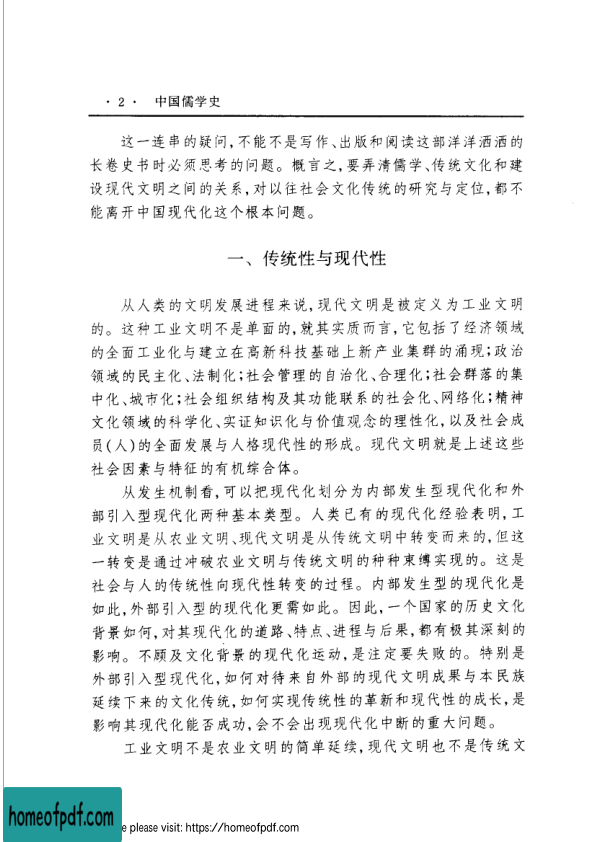 · 2 · 中国儒学史
这一连串的疑问,不能不是写作、出版和阅读这部洋洋洒洒的
长卷史书时必须思考的问题。概言之,要弄清儒学、传统文化和建
设现代文明之间的关系,对以往社会文化传统的研究与定位,都不
能离开中国现代化这个根本问题。
一、传统性与现代性
从人类的文明发展进程来说,现代文明是被定义为工业文明
的。这种工业文明不是单面的,就其实质而言,它包括了经济领域
的全面工业化与建立在高新科技基础上新产业集群的涌现;政治
领域的民主化、法制化;社会管理的自治化、合理化;社会群落的集
中化、城市化;社会组织结构及其功能联系的社会化、网络化;精神
文化领域的科学化、实证知识化与价值观念的理性化,以及社会成
员(人)的全面发展与人格现代性的形成。现代文明就是上述这些
社会因素与特征的有机综合体。
从发生机制看,可以把现代化划分为内部发生型现代化和外
部引入型现代化两种基本类型。人类已有的现代化经验表明,工
业文明是从农业文明、现代文明是从传统文明中转变而来的,但这
一转变是通过冲破农业文明与传统文明的种种束缚实现的。这是
社会与人的传统性向现代性转变的过程。内部发生型的现代化是
如此,外部引入型的现代化更需如此。因此,一个国家的历史文化
背景如何,对其现代化的道路、特点、进程与后果,都有极其深刻的
影响。不顾及文化背景的现代化运动,是注定要失败的。特别是
外部引入型现代化,如何对待来自外部的现代文明成果与本民族
延续下来的文化传统,如何实现传统性的革新和现代性的成长,是
影响其现代化能否成功,会不会出现现代化中断的重大问题。
工业文明不是农业文明的简单延续,现代文明也不是传统文
homeofpdf.com
please visit: https://homeofpdf.com